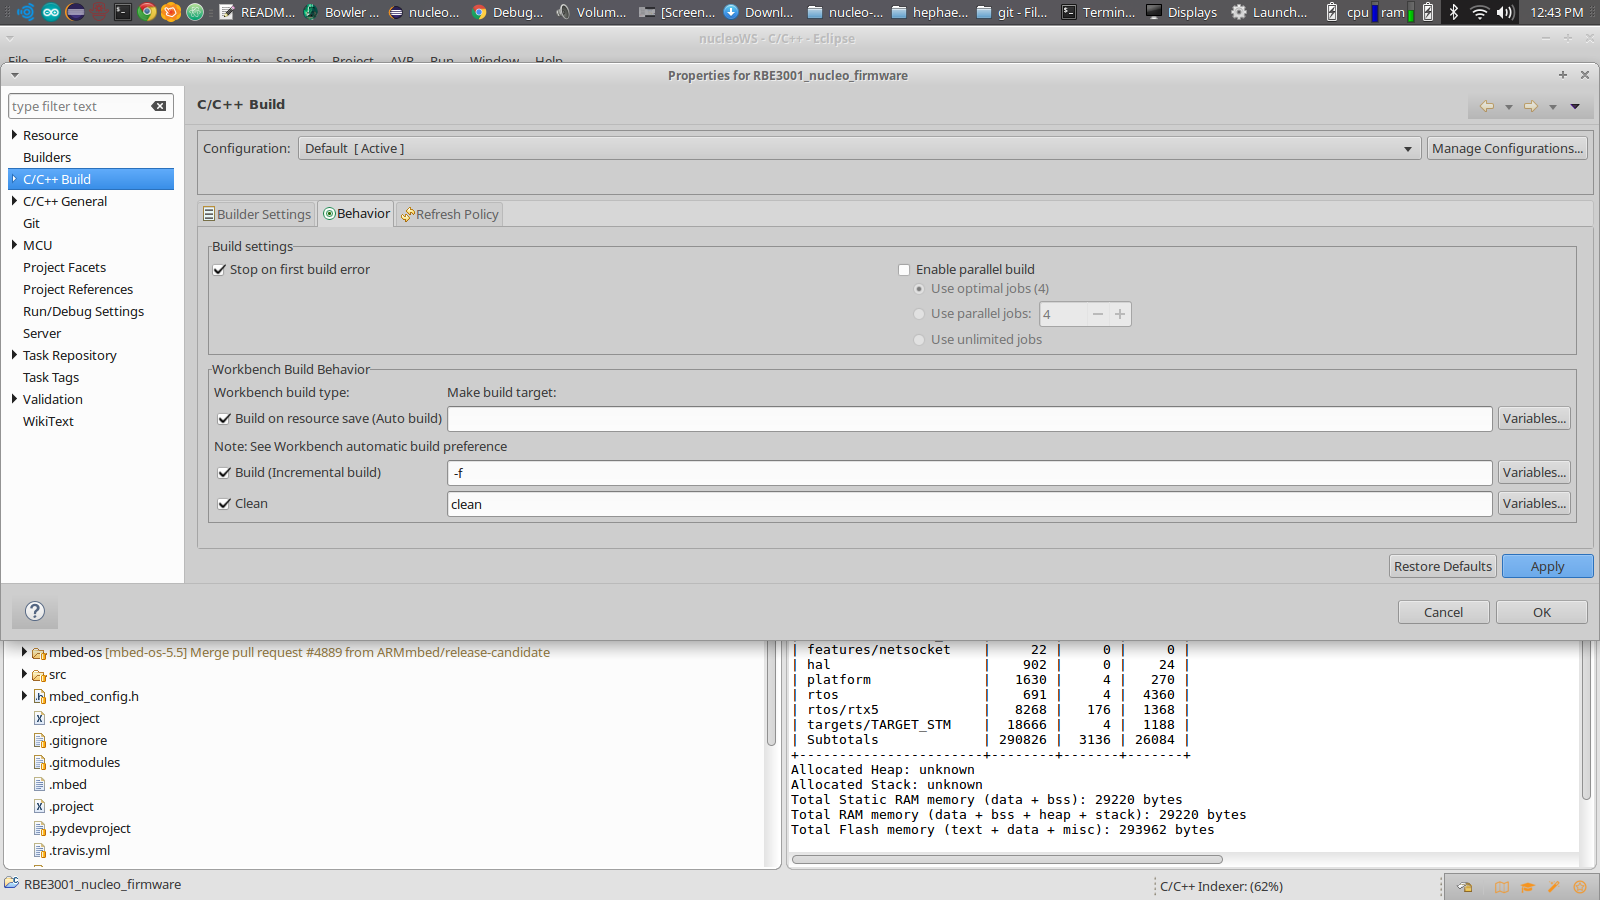 READM... Bowler ... nucleo... Debug... Volum... [Screen... Downl... nucleo-... hephae... git - Fil... Termin... Displays Launch... cpu ram 12:43 PM
nucleoWS - C/C++ - Eclipse
File Edit Source Refactor Navigate Search Project AVR Run Window Help
Properties for RBE3001_nucleo_firmware
type filter text
Resource
Builders
C/C++ Build
C/C++ General
Git
MCU
Project Facets
Project References
Run/Debug Settings
Server
Task Repository
Task Tags
Validation
WikiText
C/C++ Build
Configuration: Default [ Active ] Manage Configurations...
Builder Settings Behavior Refresh Policy
Build settings
Stop on first build error
Enable parallel build
Use optimal jobs (4)
Use parallel jobs: 4
Use unlimited jobs
Workbench Build Behavior
Workbench build type: Make build target:
Build on resource save (Auto build) Variables...
Note: See Workbench automatic build preference
Build (Incremental build) -f Variables...
Clean clean Variables...
Restore Defaults Apply
Cancel OK
mbed-os [mbed-os-5.5] Merge pull request #4889 from ARMmbed/release-candidate
src
mbed_config.h
.cproject
.gitignore
.gitmodules
.mbed
.project
.pydevproject
.travis.yml
| features/netsocket | 22 | 0 | 0 |
| hal | 902 | 0 | 24 |
| platform | 1630 | 4 | 270 |
| rtos | 691 | 4 | 4360 |
| rtos/rtx5 | 8268 | 176 | 1368 |
| targets/TARGET_STM | 18666 | 4 | 1188 |
| Subtotals | 290826 | 3136 | 26084 |
+-----------------------+--------+-------+-------+
Allocated Heap: unknown
Allocated Stack: unknown
Total Static RAM memory (data + bss): 29220 bytes
Total RAM memory (data + bss + heap + stack): 29220 bytes
Total Flash memory (text + data + misc): 293962 bytes
RBE3001_nucleo_firmware
C/C++ Indexer: (62%)